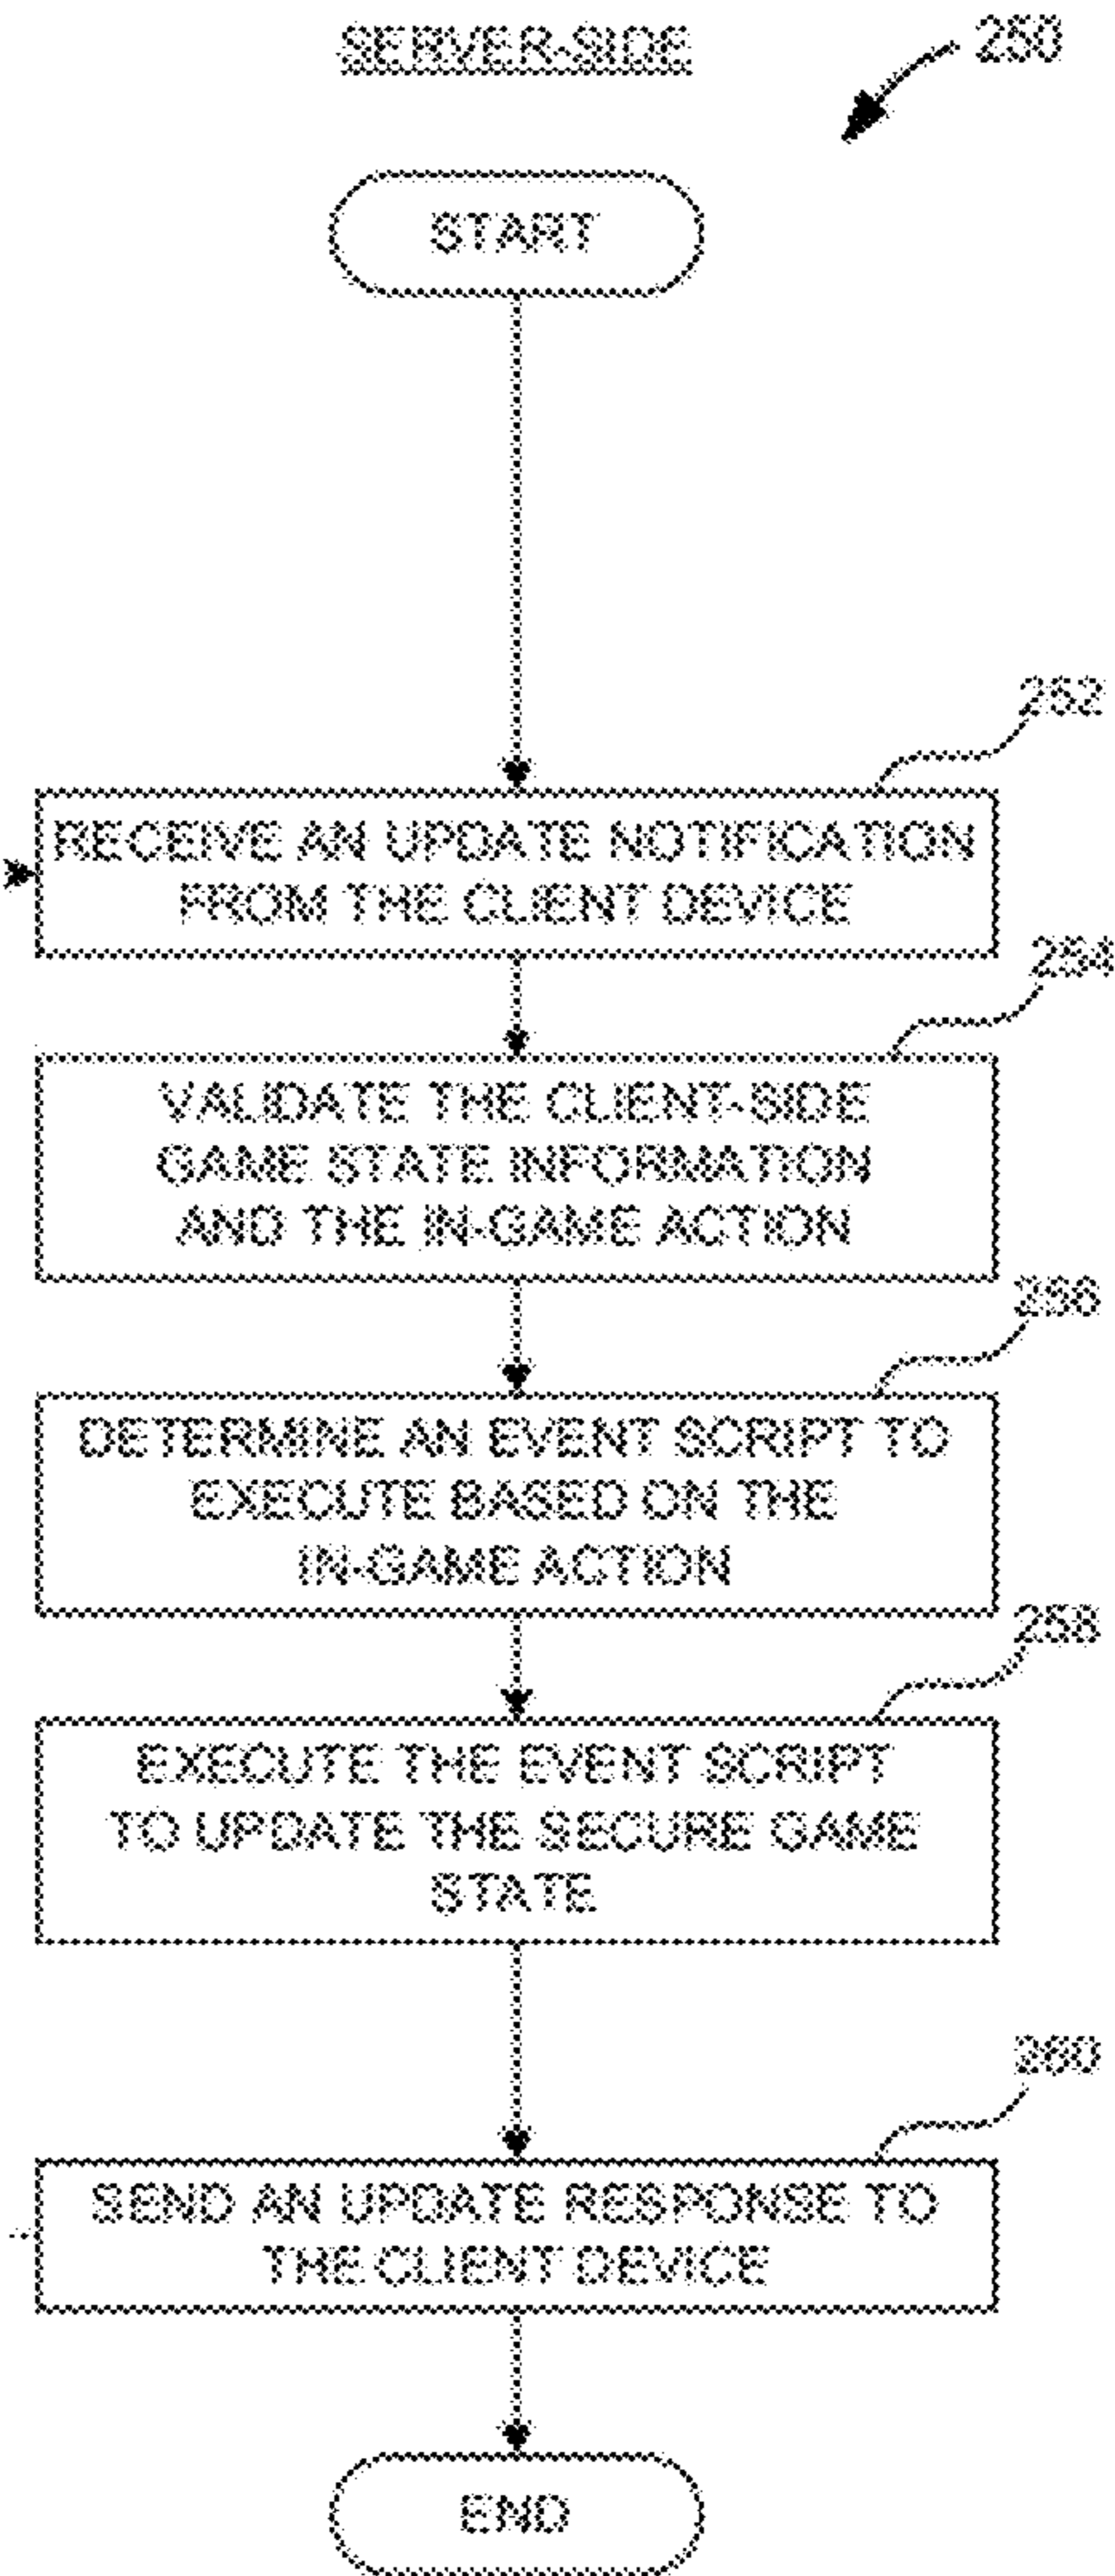 SERVER-SIDE
250
START
252
RECEIVE AN UPDATE NOTIFICATION
FROM THE CLIENT DEVICE
254
VALIDATE THE CLIENT-SIDE
GAME STATE INFORMATION
AND THE IN-GAME ACTION
256
DETERMINE AN EVENT SCRIPT TO
EXECUTE BASED ON THE
IN-GAME ACTION
258
EXECUTE THE EVENT SCRIPT
TO UPDATE THE SECURE GAME
STATE
260
SEND AN UPDATE RESPONSE TO
THE CLIENT DEVICE
END